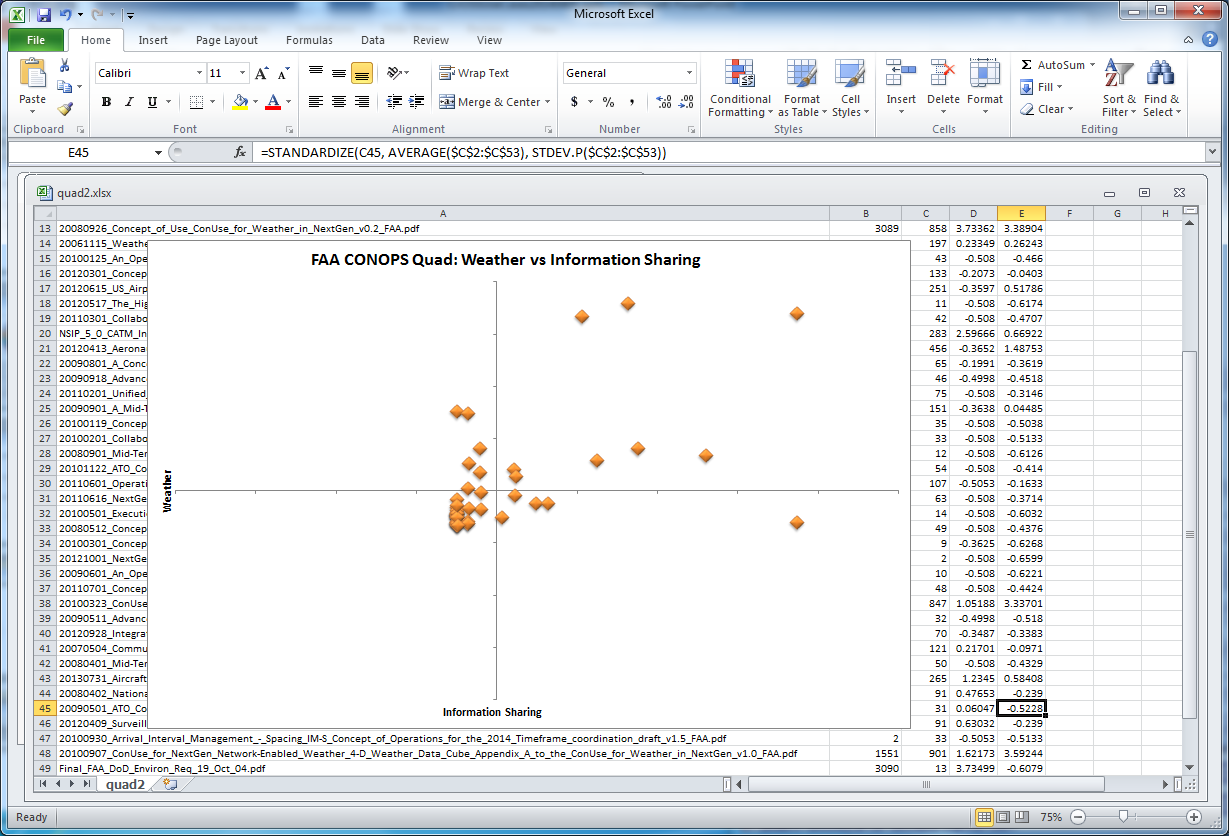 Microsoft Excel
File Home Insert Page Layout Formulas Data Review View
Calibri 11 Wrap Text General Σ AutoSum
Fill
Paste B I U Merge & Center $ % , Conditional Formatting Format as Table Cell Styles Insert Delete Format Clear Sort & Filter Find & Select
Clipboard Font Alignment Number Styles Cells Editing
E45 fx =STANDARDIZE(C45, AVERAGE($C$2:$C$53), STDEV.P($C$2:$C$53))
quad2.xlsx
A B C D E F G H
13 20080926_Concept_of_Use_ConUse_for_Weather_in_NextGen_v0.2_FAA.pdf 3089 858 3.73362 3.38904
14 20061115_Weathe 197 0.23349 0.26243
FAA CONOPS Quad: Weather vs Information Sharing
15 20100125_An_Ope 43 -0.508 -0.466
16 20120301_Concep 133 -0.2073 -0.0403
17 20120615_US_Airp 251 -0.3597 0.51786
18 20120517_The_Hig 11 -0.508 -0.6174
19 20110301_Collabo 42 -0.508 -0.4707
20 NSIP_5_0_CATM_In 283 2.59666 0.66922
21 20120413_Aeronau 456 -0.3652 1.48753
22 20090801_A_Conc 65 -0.1991 -0.3619
23 20090918_Advanc 46 -0.4998 -0.4518
24 20110201_Unified_ 75 -0.508 -0.3146
25 20090901_A_Mid-T 151 -0.3638 0.04485
26 20100119_Concep 35 -0.508 -0.5038
27 20100201_Collabo 33 -0.508 -0.5133
28 20080901_Mid-Ter 12 -0.508 -0.6126
29 20101122_ATO_Co 54 -0.508 -0.414
30 20110601_Operati 107 -0.5053 -0.1633
Weather
31 20110616_NextGe 63 -0.508 -0.3714
32 20100501_Executi 14 -0.508 -0.6032
33 20080512_Concep 49 -0.508 -0.4376
34 20100301_Concep 9 -0.3625 -0.6268
35 20121001_NextGe 2 -0.508 -0.6599
36 20090601_An_Ope 10 -0.508 -0.6221
37 20110701_Concep 48 -0.508 -0.4424
38 20100323_ConUse 847 1.05188 3.33701
39 20090511_Advanc 32 -0.4998 -0.518
40 20120928_Integra 70 -0.3487 -0.3383
41 20070504_Commu 121 0.21701 -0.0971
42 20080401_Mid-Ter 50 -0.508 -0.4329
43 20130731_Aircraft 265 1.2345 0.58408
44 20080402_Nationa 91 0.47653 -0.239
45 20090501_ATO_Co 31 0.06047 -0.5228
Information Sharing
46 20120409_Surveill 91 0.63032 -0.239
47 20100930_Arrival_Interval_Management_-_Spacing_IM-S_Concept_of_Operations_for_the_2014_Timeframe_coordination_draft_v1.5_FAA.pdf 2 33 -0.5053 -0.5133
48 20100907_ConUse_for_NextGen_Network-Enabled_Weather_4-D_Weather_Data_Cube_Appendix_A_to_the_ConUse_for_Weather_in_NextGen_v1.0_FAA.pdf 1551 901 1.62173 3.59244
49 Final_FAA_DoD_Environ_Req_19_Oct_04.pdf 3090 13 3.73499 -0.6079
quad2
Ready 75%